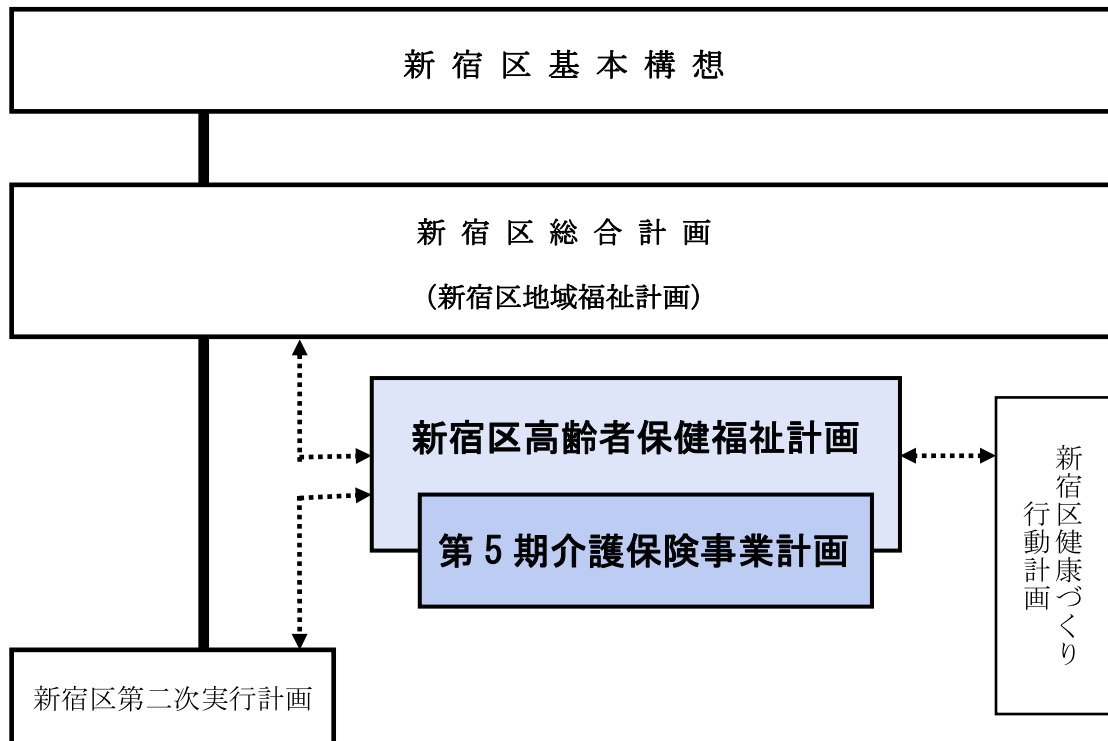 新宿区基本構想
新宿区総合計画
(新宿区地域福祉計画)
新宿区高齢者保健福祉計画
第5期介護保険事業計画
新宿区健康づくり
行動計画
新宿区第二次実行計画